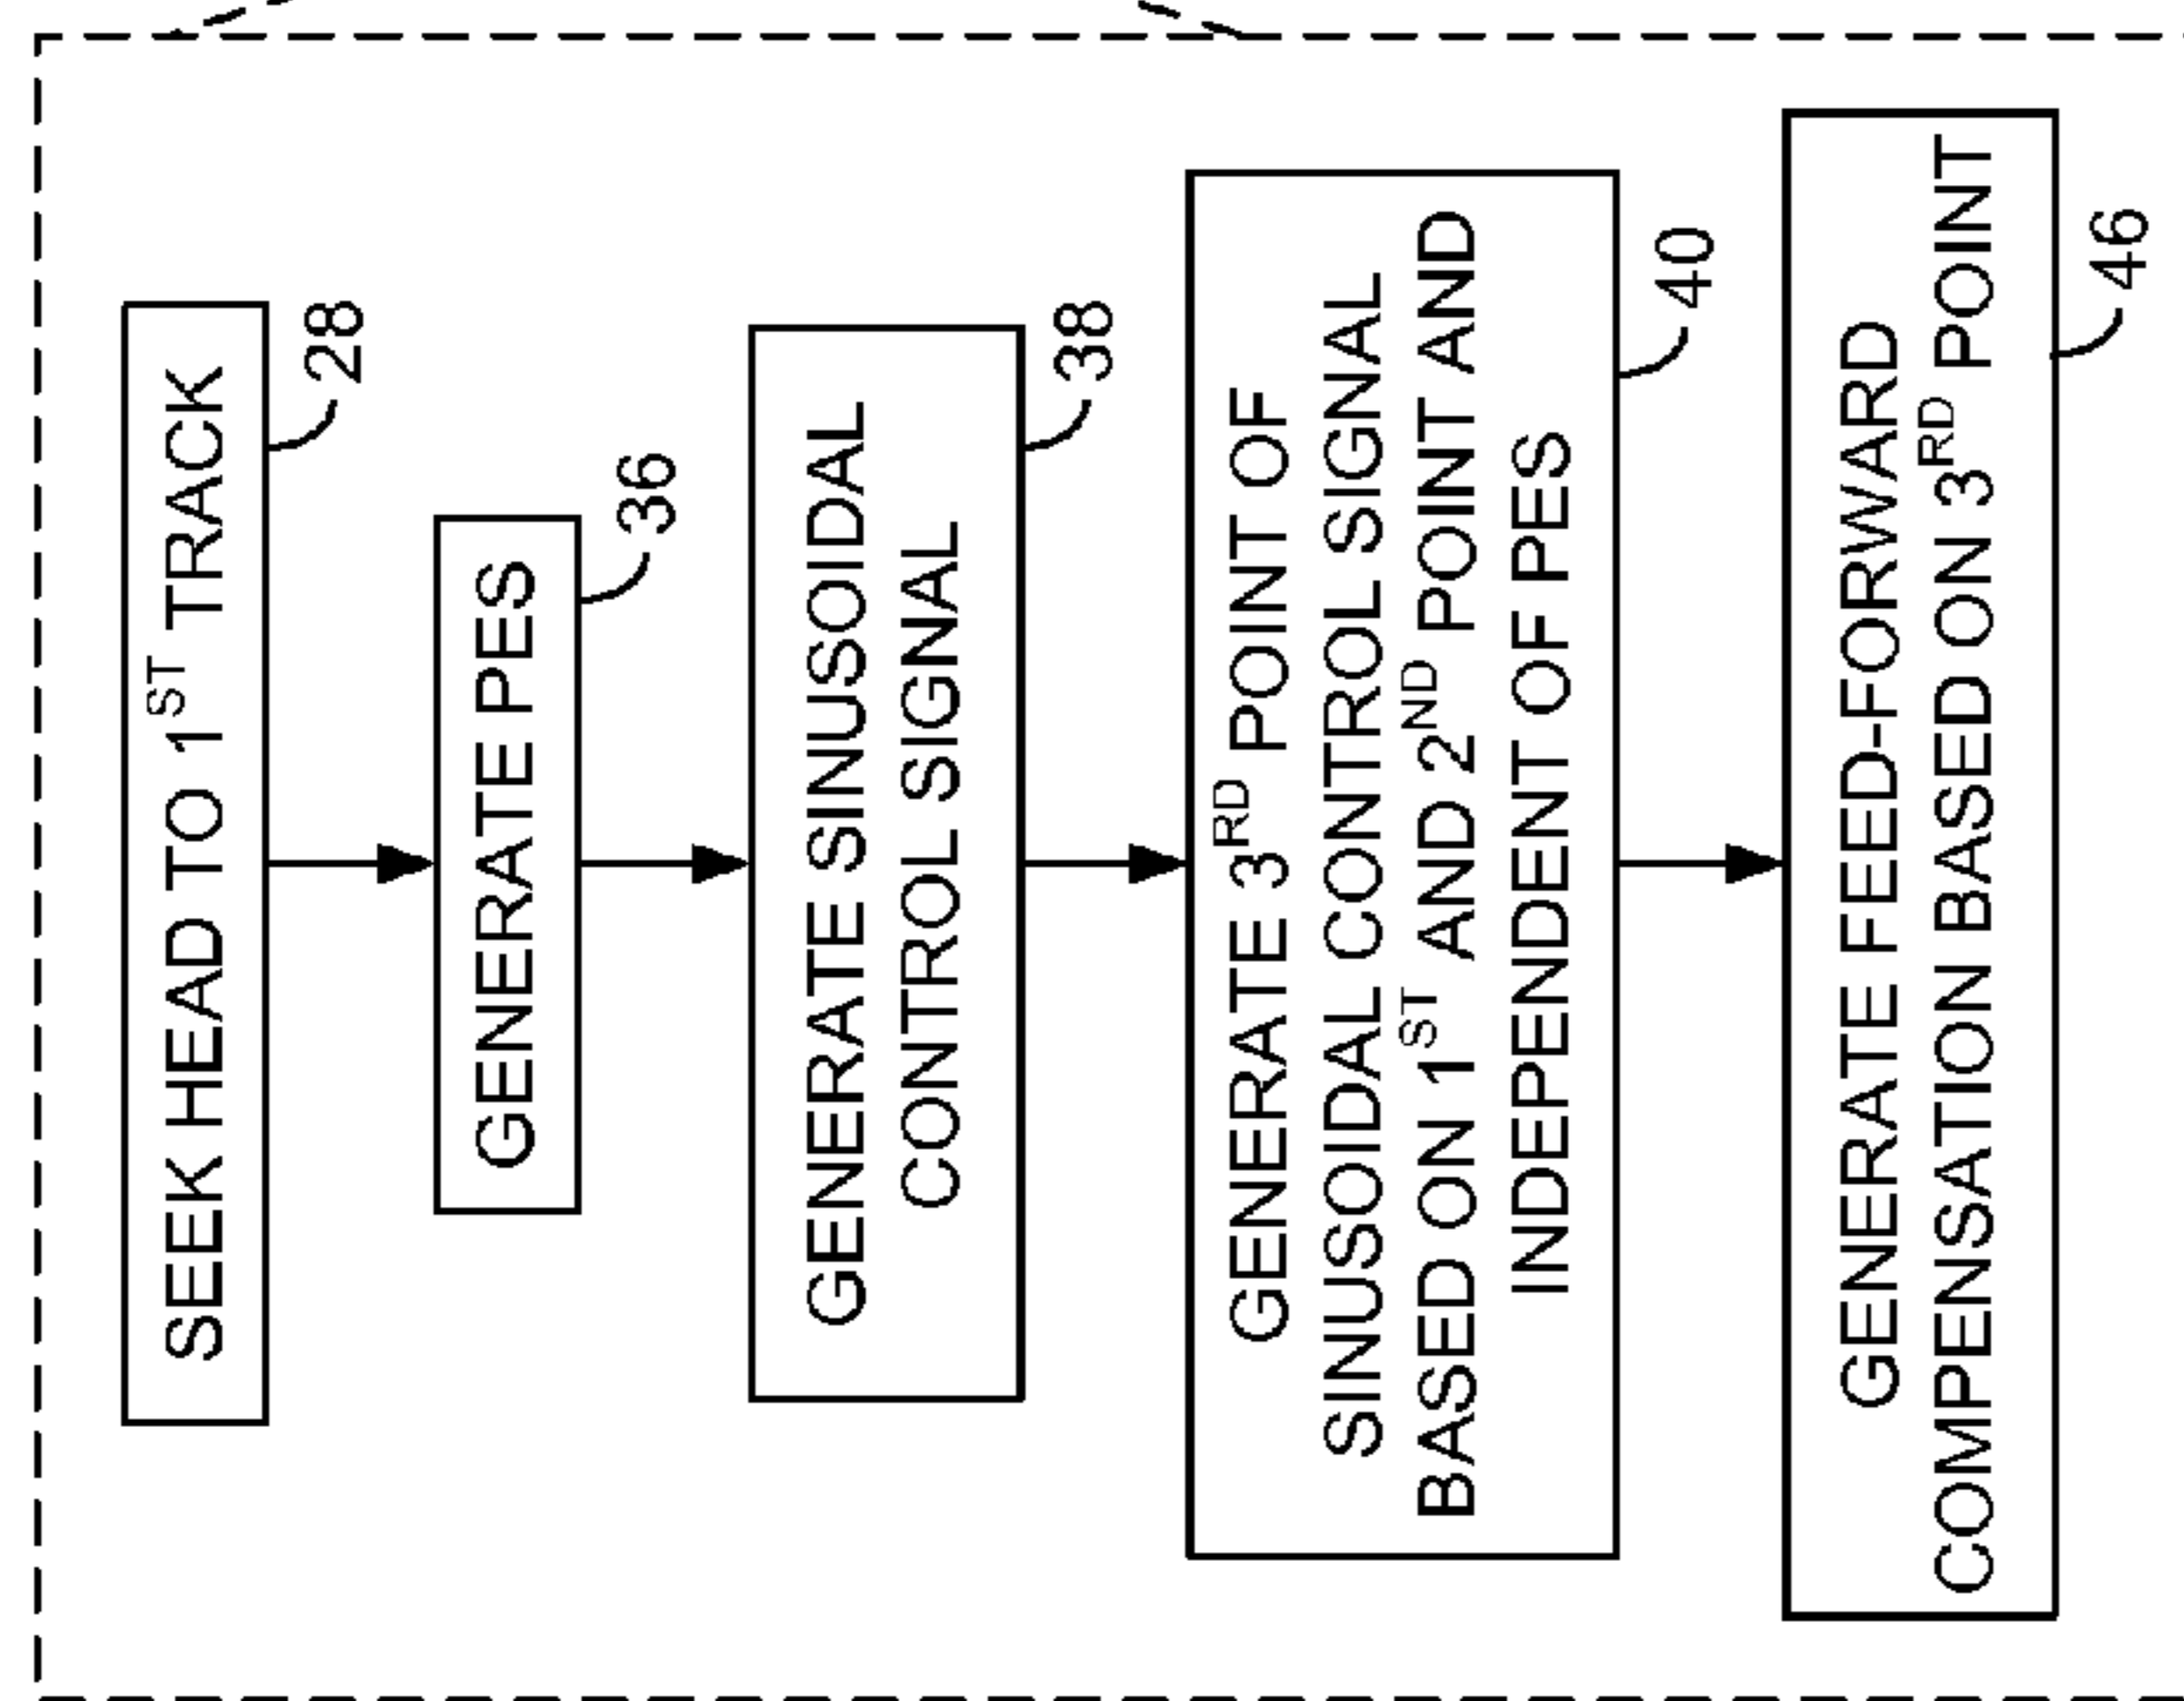 SEEK HEAD TO 1ST TRACK
28
GENERATE PES
36
GENERATE SINUSOIDAL
CONTROL SIGNAL
38
GENERATE 3RD POINT OF
SINUSOIDAL CONTROL SIGNAL
BASED ON 1ST AND 2ND POINT AND
INDEPENDENT OF PES
40
GENERATE FEED-FORWARD
COMPENSATION BASED ON 3RD POINT
46